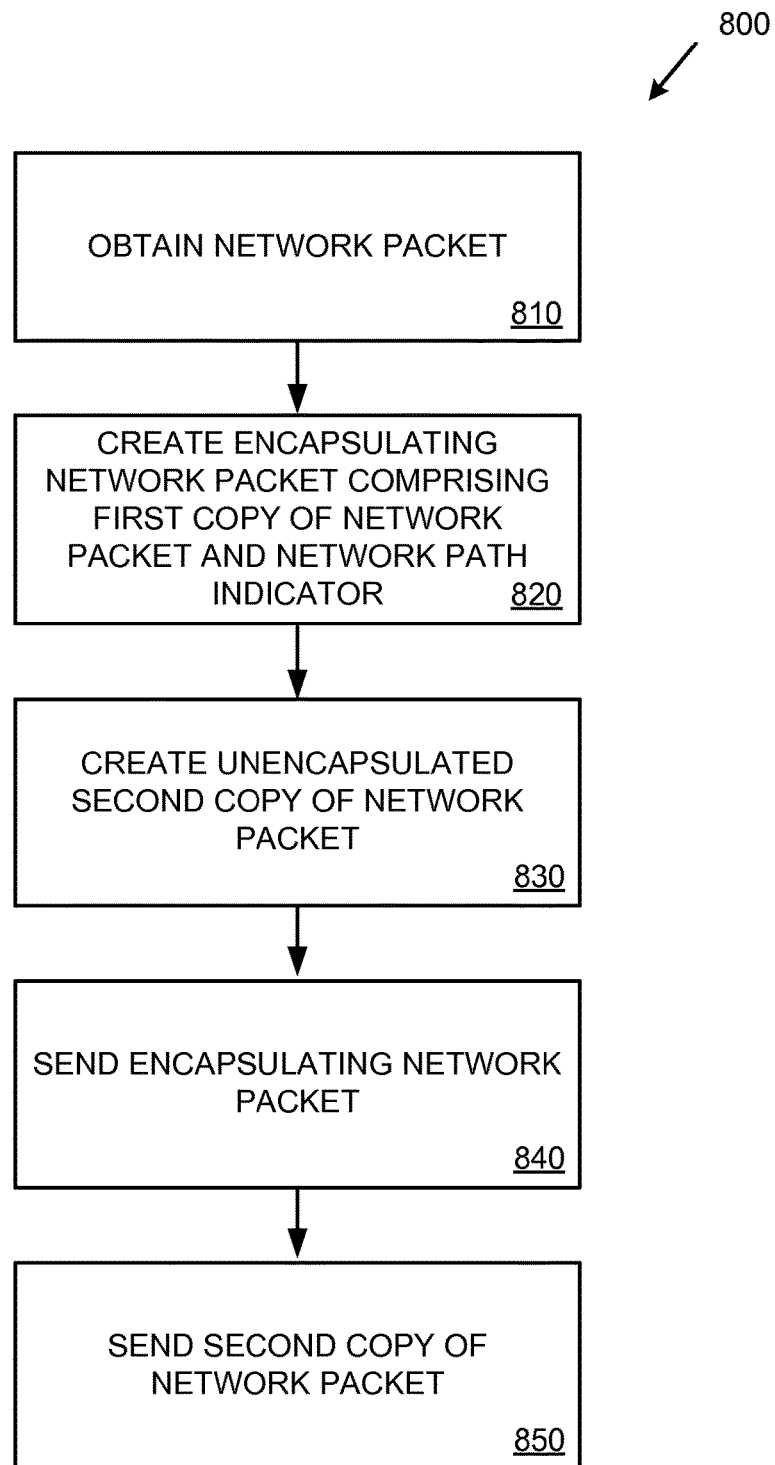 800
OBTAIN NETWORK PACKET
810
CREATE ENCAPSULATING
NETWORK PACKET COMPRISING
FIRST COPY OF NETWORK
PACKET AND NETWORK PATH
INDICATOR
820
CREATE UNENCAPSULATED
SECOND COPY OF NETWORK
PACKET
830
SEND ENCAPSULATING NETWORK
PACKET
840
SEND SECOND COPY OF
NETWORK PACKET
850